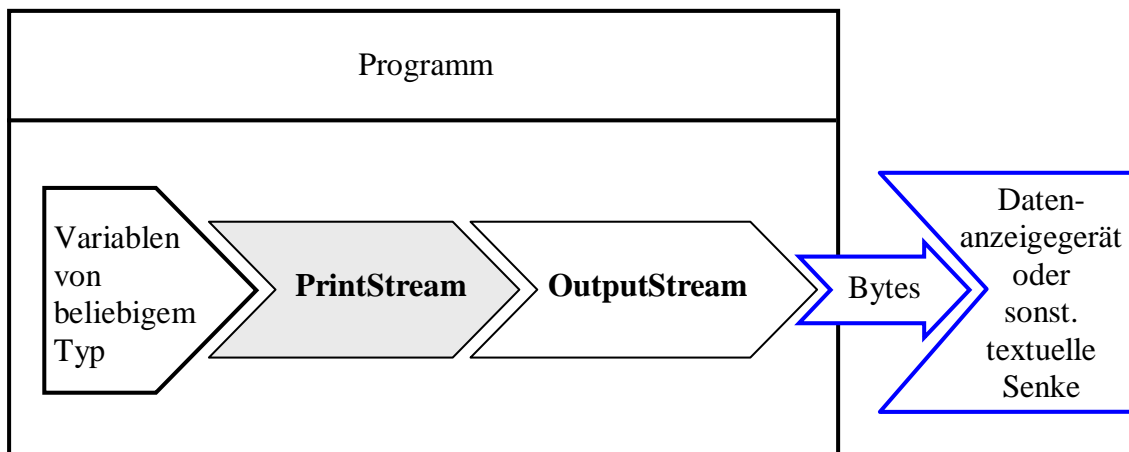 Programm
Variablen
von
beliebigem
Typ
PrintStream
OutputStream
Bytes
Daten-
anzeigegerät
oder
sonst.
textuelle
Senke